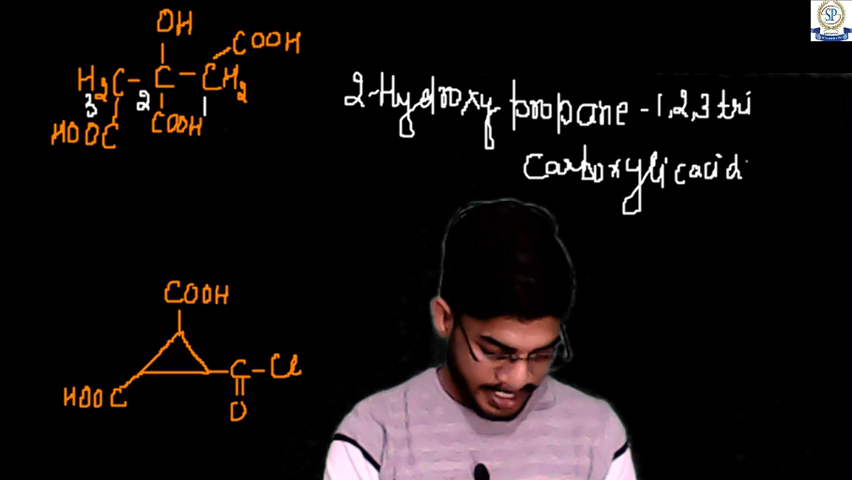 OH
COOH
H₂C - C - CH₂
3 2 1
HOOC COOH
2-Hydroxy propane - 1,2,3 tri
Carboxylic acid
COOH
HOOC C - Cl
O
SP